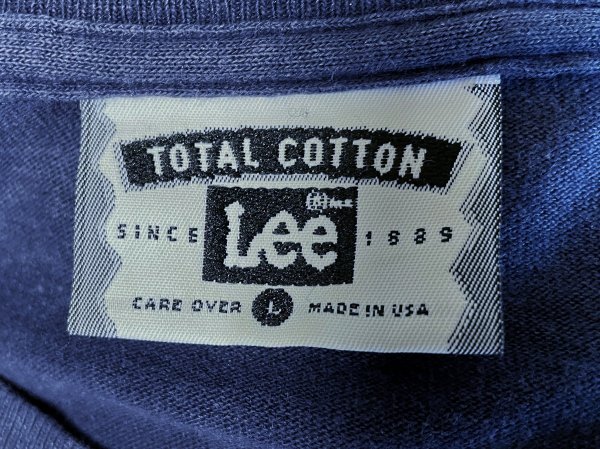 TOTAL COTTON
Lee
SINCE 1889
CARE OVER L MADE IN USA